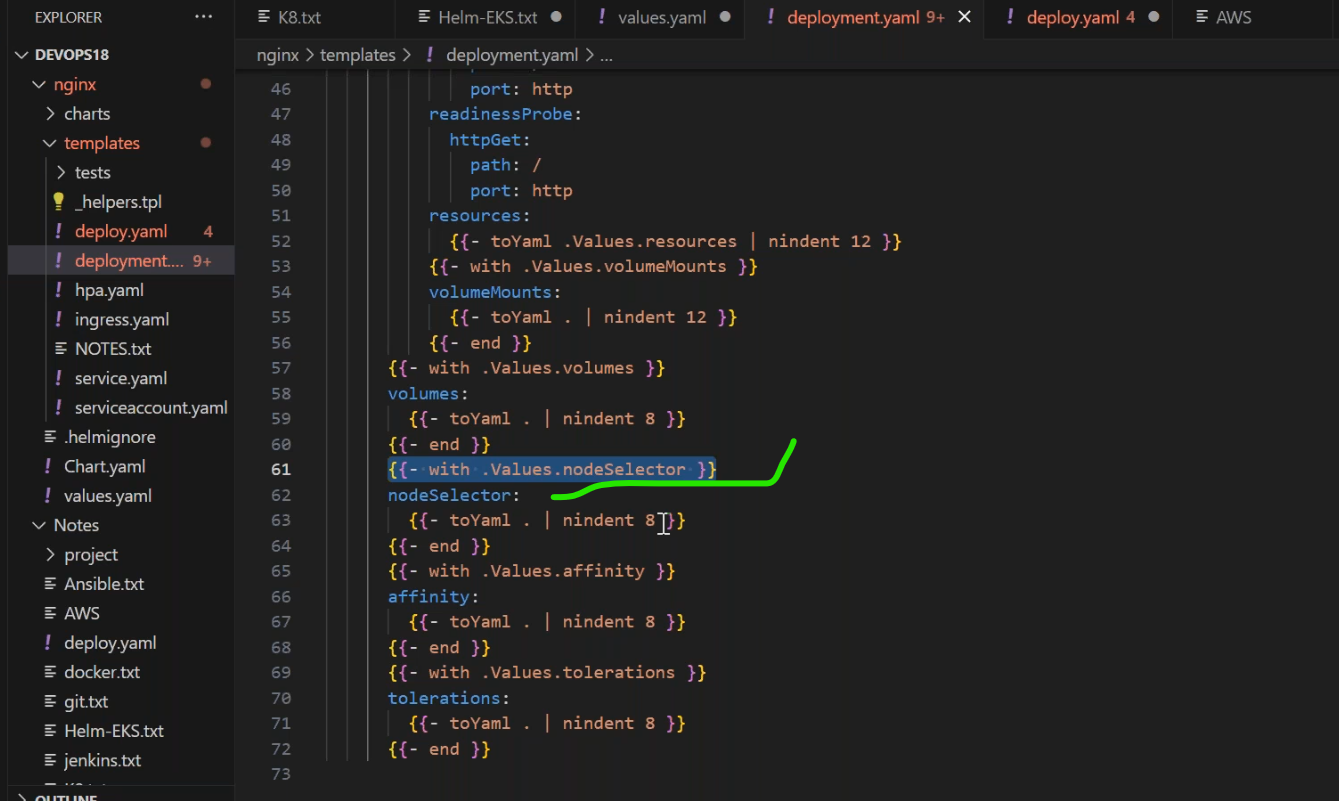 EXPLORER ...
K8.txt
Helm-EKS.txt
! values.yaml
! deployment.yaml 9+
! deploy.yaml 4
AWS
nginx > templates > ! deployment.yaml > ...
DEVOPS18
nginx
charts
templates
tests
_helpers.tpl
! deploy.yaml 4
! deployment.... 9+
! hpa.yaml
! ingress.yaml
NOTES.txt
! service.yaml
! serviceaccount.yaml
.helmignore
! Chart.yaml
! values.yaml
Notes
project
Ansible.txt
AWS
! deploy.yaml
docker.txt
git.txt
Helm-EKS.txt
jenkins.txt
OUTLINE
46 port: http
47 readinessProbe:
48 httpGet:
49 path: /
50 port: http
51 resources:
52 {{- toYaml .Values.resources | nindent 12 }}
53 {{- with .Values.volumeMounts }}
54 volumeMounts:
55 {{- toYaml . | nindent 12 }}
56 {{- end }}
57 {{- with .Values.volumes }}
58 volumes:
59 {{- toYaml . | nindent 8 }}
60 {{- end }}
61 {{- with .Values.nodeSelector }}
62 nodeSelector:
63 {{- toYaml . | nindent 8 }}
64 {{- end }}
65 {{- with .Values.affinity }}
66 affinity:
67 {{- toYaml . | nindent 8 }}
68 {{- end }}
69 {{- with .Values.tolerations }}
70 tolerations:
71 {{- toYaml . | nindent 8 }}
72 {{- end }}
73